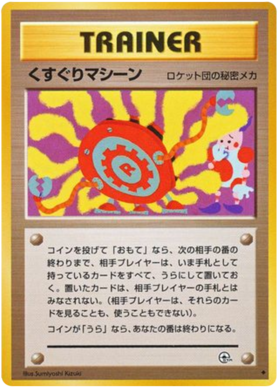 TRAINER
くすぐりマシーン
ロケット団の秘密メカ
コインを投げて「おもて」なら、次の相手の番の
終わりまで、相手プレイヤーは、いま手札として
持っているカードをすべて、うらにして置いてお
く。置いたカードは、相手プレイヤーの手札とは
みなされない。(相手プレイヤーは、それらのカード
を見ることも、使うこともできない)
コインが「うら」なら、あなたの番は終わりになる。
Illus.Sumiyoshi Kizuki